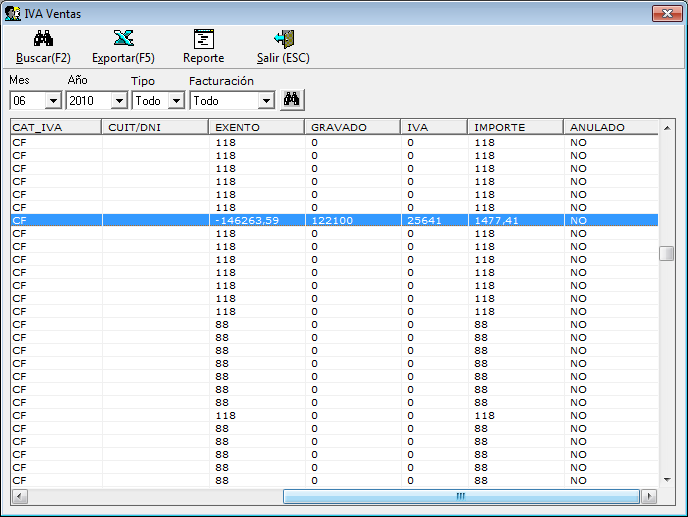 IVA Ventas
Buscar(F2) Exportar(F5) Reporte Salir (ESC)
Mes Año Tipo Facturación
06 2010 Todo Todo
CAT_IVA CUIT/DNI EXENTO GRAVADO IVA IMPORTE ANULADO
CF 118 0 0 118 NO
CF 118 0 0 118 NO
CF 118 0 0 118 NO
CF 118 0 0 118 NO
CF 118 0 0 118 NO
CF 118 0 0 118 NO
CF -146263,59 122100 25641 1477,41 NO
CF 118 0 0 118 NO
CF 118 0 0 118 NO
CF 118 0 0 118 NO
CF 118 0 0 118 NO
CF 118 0 0 118 NO
CF 118 0 0 118 NO
CF 118 0 0 118 NO
CF 88 0 0 88 NO
CF 88 0 0 88 NO
CF 88 0 0 88 NO
CF 88 0 0 88 NO
CF 88 0 0 88 NO
CF 88 0 0 88 NO
CF 88 0 0 88 NO
CF 118 0 0 118 NO
CF 88 0 0 88 NO
CF 88 0 0 88 NO
CF 88 0 0 88 NO
CF 88 0 0 88 NO
CF 88 0 0 88 NO